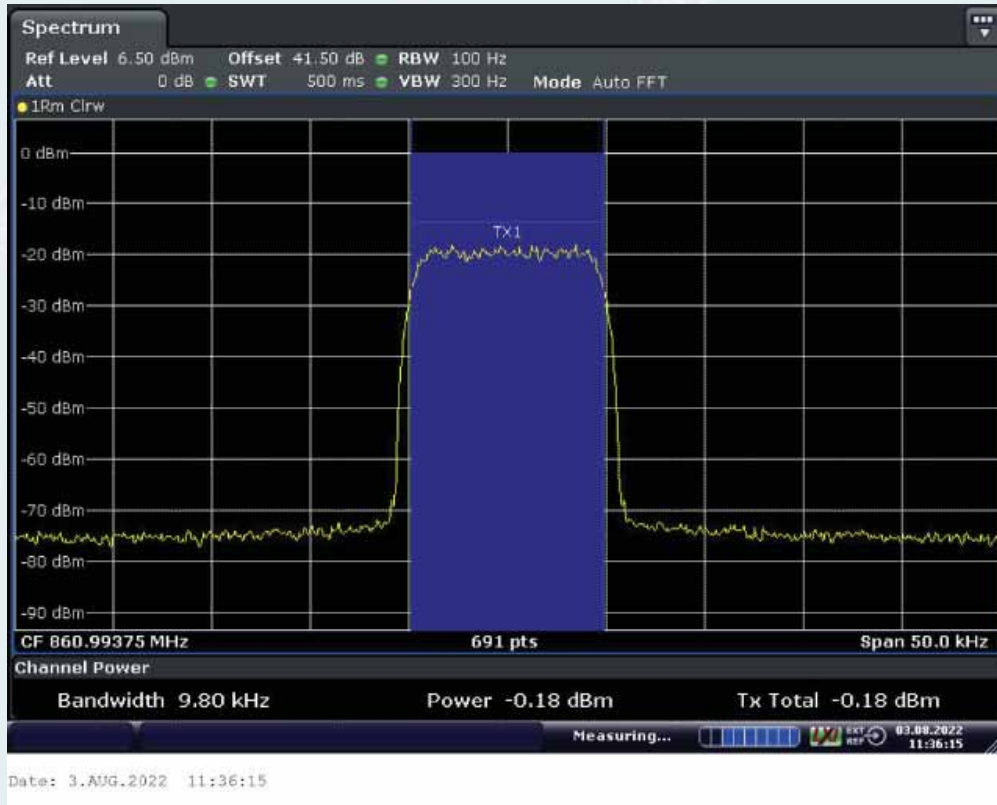 Spectrum
Ref Level 6.50 dBm Offset 41.50 dB RBW 100 Hz
Att 0 dB SWT 500 ms VBW 300 Hz Mode Auto FFT
1Rm Clrw
0 dBm
-10 dBm
TX1
-20 dBm
-30 dBm
-40 dBm
-50 dBm
-60 dBm
-70 dBm
-80 dBm
-90 dBm
CF 860.99375 MHz 691 pts Span 50.0 kHz
Channel Power
Bandwidth 9.80 kHz Power -0.18 dBm Tx Total -0.18 dBm
Measuring... LXI EXT REF 03.08.2022
11:36:15
Date: 3.AUG.2022 11:36:15